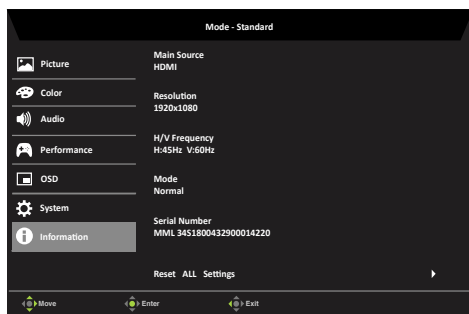 Mode - Standard
Picture
Color
Audio
Performance
OSD
System
Information
Main Source
HDMI
Resolution
1920x1080
H/V Frequency
H:45Hz V:60Hz
Mode
Normal
Serial Number
MML 34S1800432900014220
Reset ALL Settings
Move
Enter
Exit